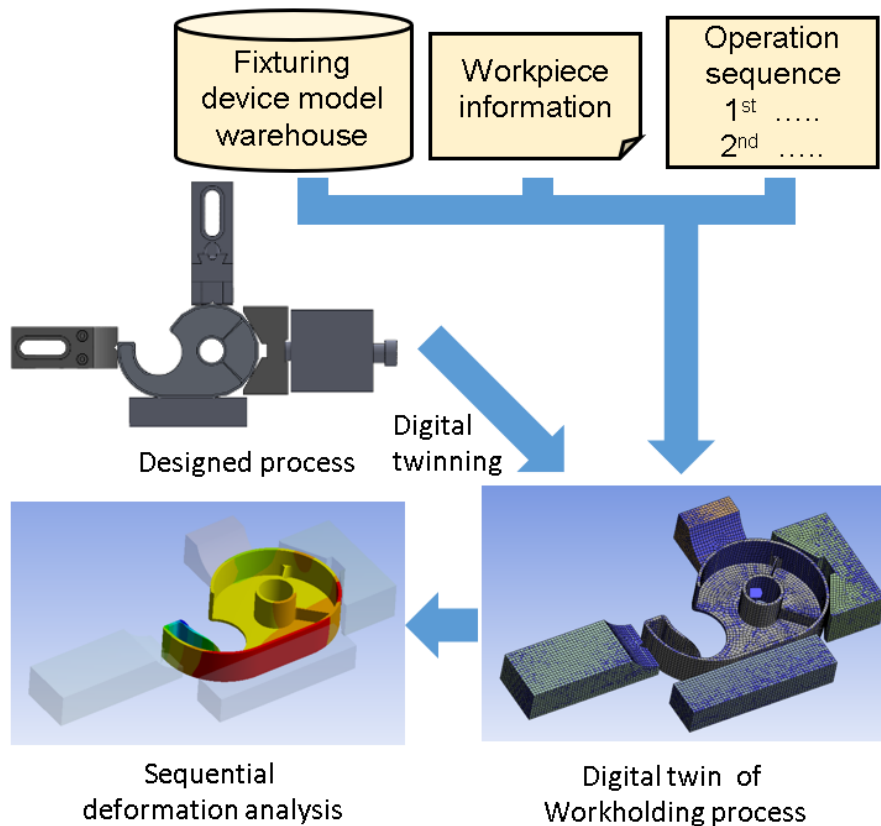 Fixturing
device model
warehouse
Workpiece
information
Operation
sequence
1st .....
2nd .....
Designed process
Digital
twinning
Sequential
deformation analysis
Digital twin of
Workholding process